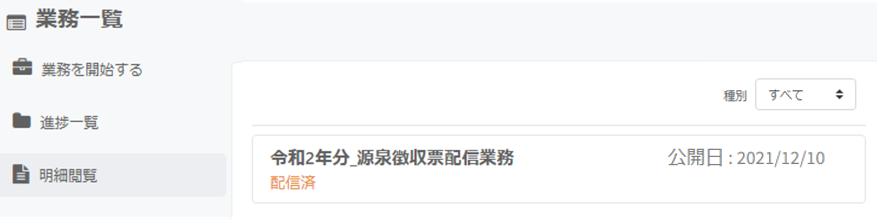 業務一覧
業務を開始する
進捗一覧
明細閲覧
種別 すべて
令和2年分_源泉徴収票配信業務
公開日 : 2021/12/10
配信済